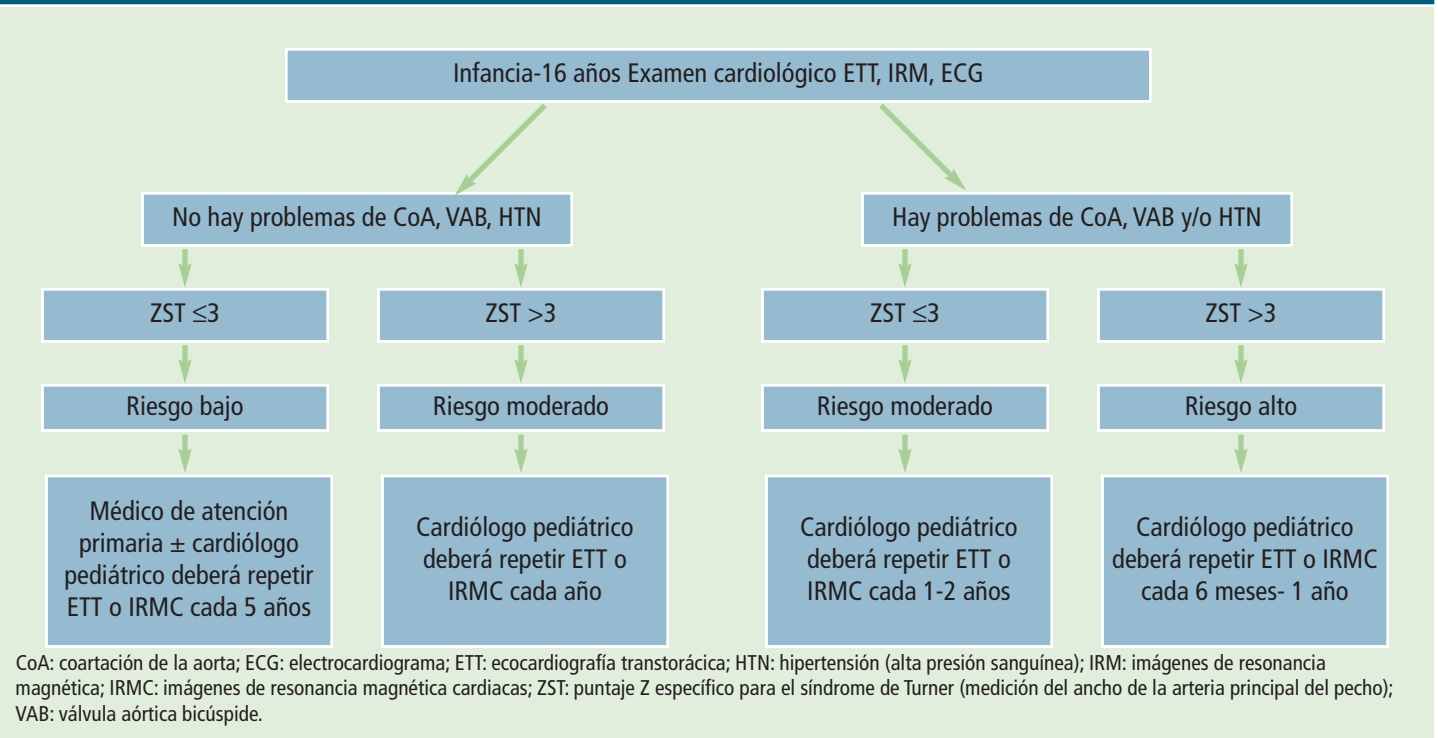 Infancia-16 años Examen cardiológico ETT, IRM, ECG
No hay problemas de CoA, VAB, HTN
Hay problemas de CoA, VAB y/o HTN
ZST ≤3
ZST >3
ZST ≤3
ZST >3
Riesgo bajo
Riesgo moderado
Riesgo moderado
Riesgo alto
Médico de atención
primaria ± cardiólogo
pediátrico deberá repetir
ETT o IRMC cada 5 años
Cardiólogo pediátrico
deberá repetir ETT o
IRMC cada año
Cardiólogo pediátrico
deberá repetir ETT o
IRMC cada 1-2 años
Cardiólogo pediátrico
deberá repetir ETT o IRMC
cada 6 meses- 1 año
CoA: coartación de la aorta; ECG: electrocardiograma; ETT: ecocardiografía transtorácica; HTN: hipertensión (alta presión sanguínea); IRM: imágenes de resonancia
magnética; IRMC: imágenes de resonancia magnética cardiacas; ZST: puntaje Z específico para el síndrome de Turner (medición del ancho de la arteria principal del pecho);
VAB: válvula aórtica bicúspide.